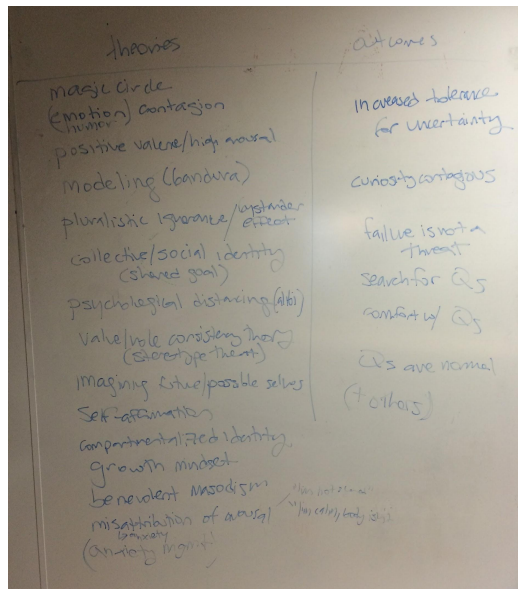 theories
magic circle
(emotion) contagion
humor
positive valence/high arousal
modeling (bandura)
pluralistic ignorance/bystander effect
collective/social identity
(shared goal)
psychological distancing (alibi)
value/role consistency theory
(stereotype threat)
imagining future/possible selves
self-affirmation
compartmentalized identity
growth mindset
benevolent masochism
misattribution of arousal
(anxiety mgmt)
outcomes
increased tolerance
for uncertainty
curiosity contagious
failure is not a
threat
search for Qs
comfort w/ Qs
Qs are normal
(+ others)